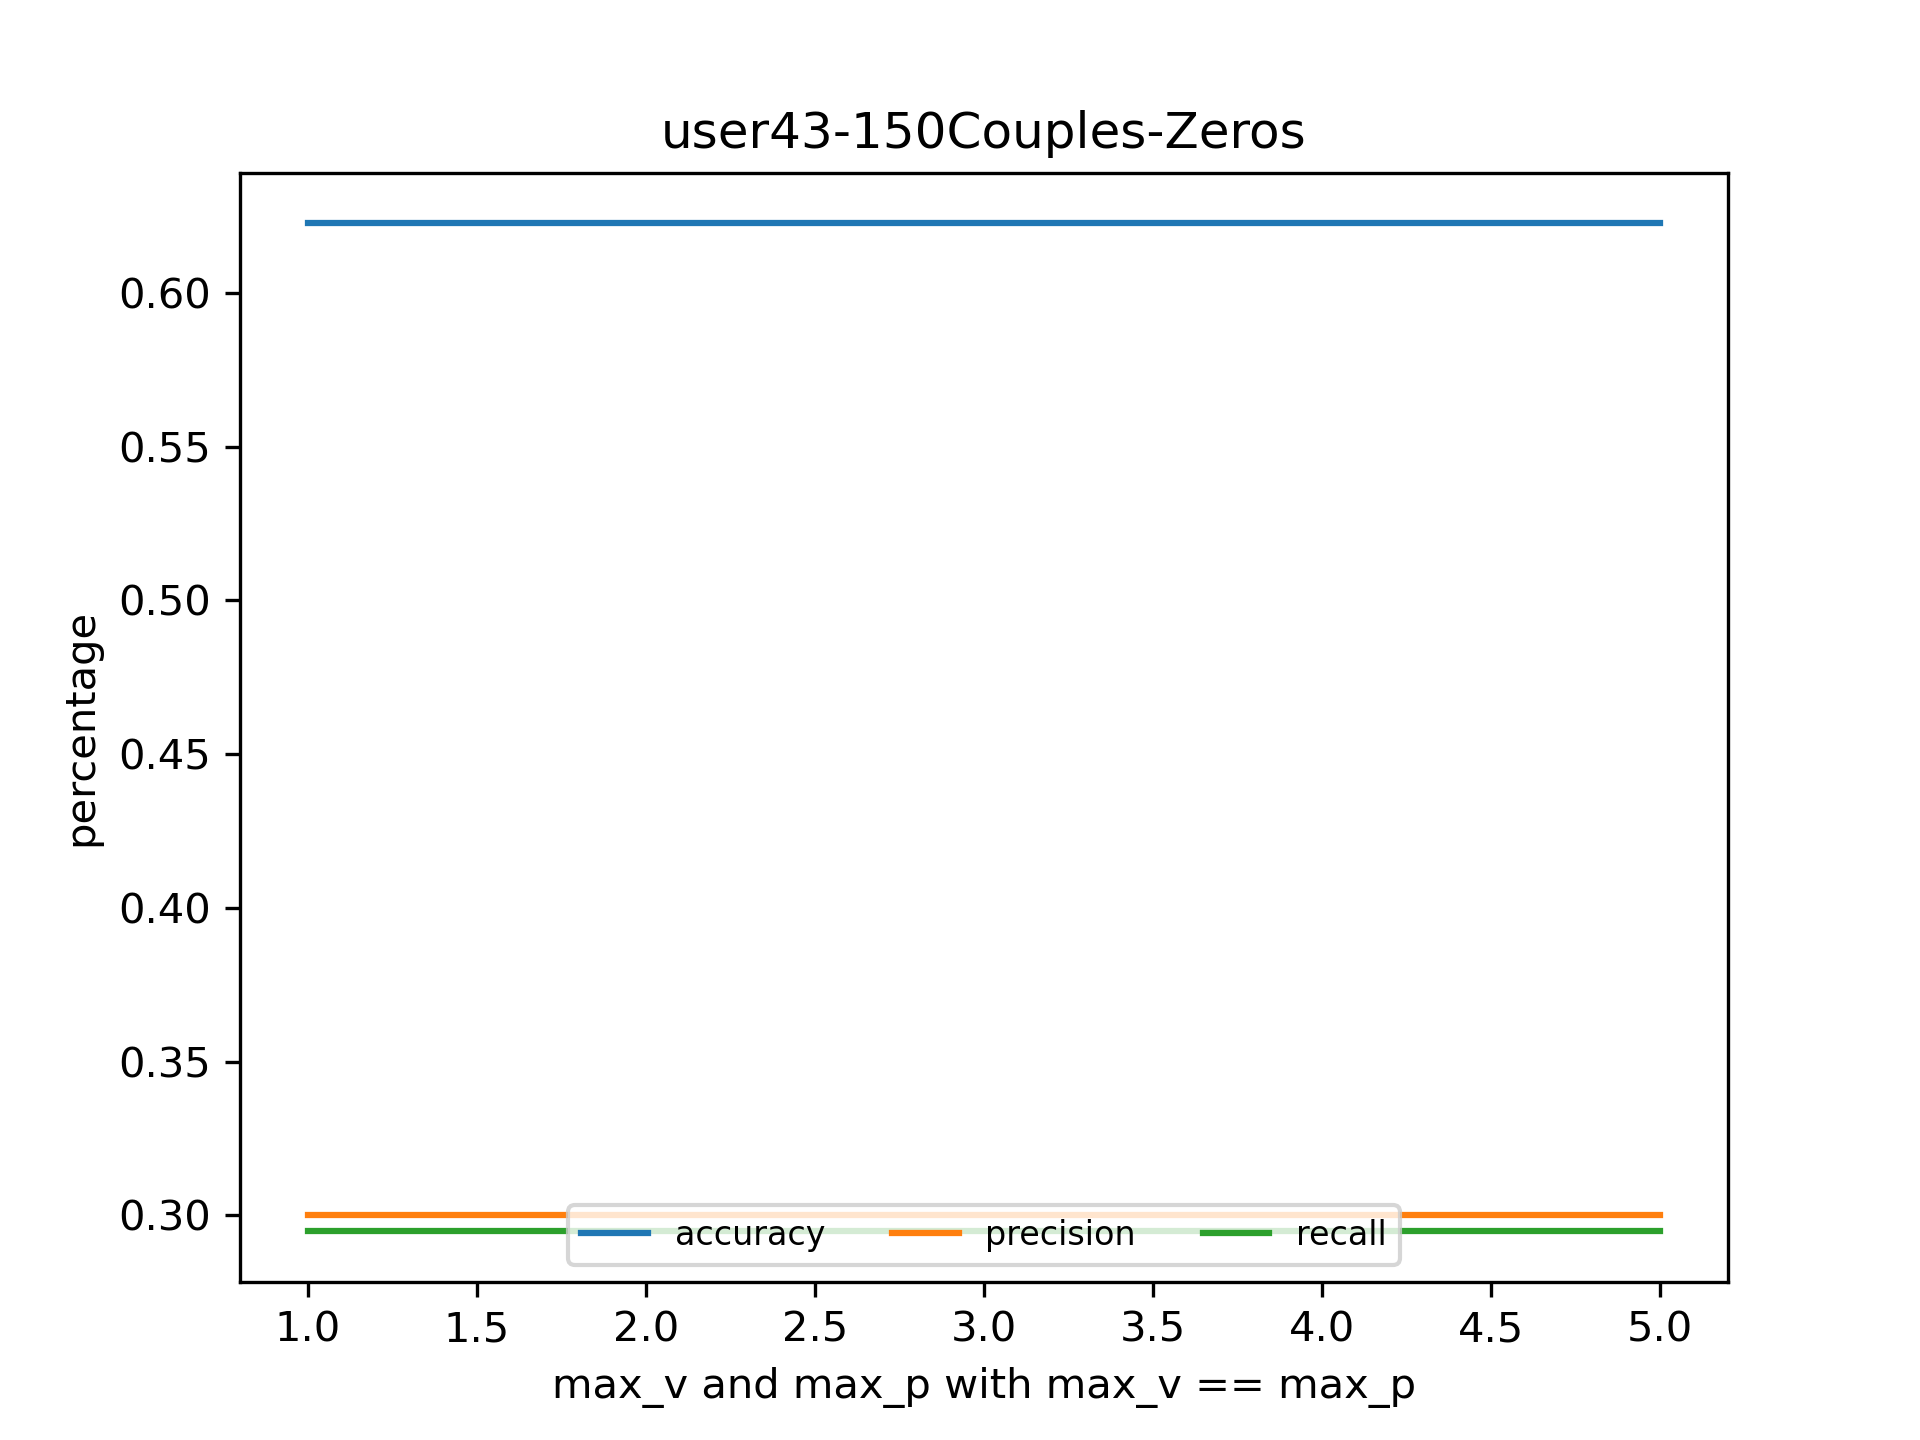 user43-150Couples-Zeros
percentage
0.60
0.55
0.50
0.45
0.40
0.35
0.30
accuracy precision recall
1.0 1.5 2.0 2.5 3.0 3.5 4.0 4.5 5.0
max_v and max_p with max_v == max_p